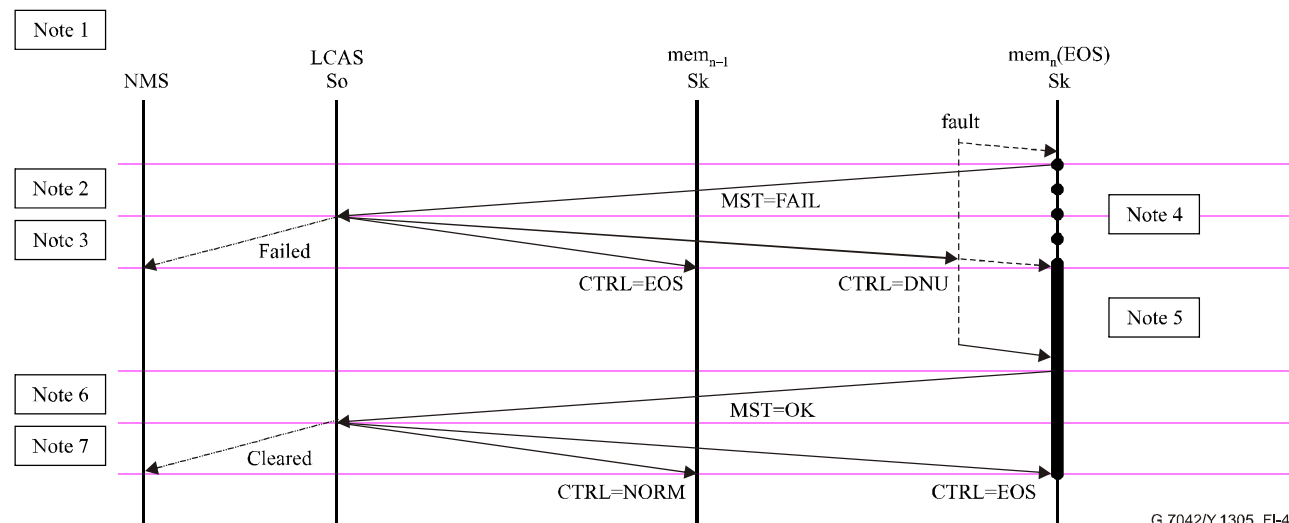 Note 1
NMS
LCAS
So
memn–1
Sk
memn(EOS)
Sk
fault
Note 2
MST=FAIL
Note 4
Note 3
Failed
CTRL=EOS
CTRL=DNU
Note 5
Note 6
MST=OK
Note 7
Cleared
CTRL=NORM
CTRL=EOS
G.7042/Y.1305_FI-4